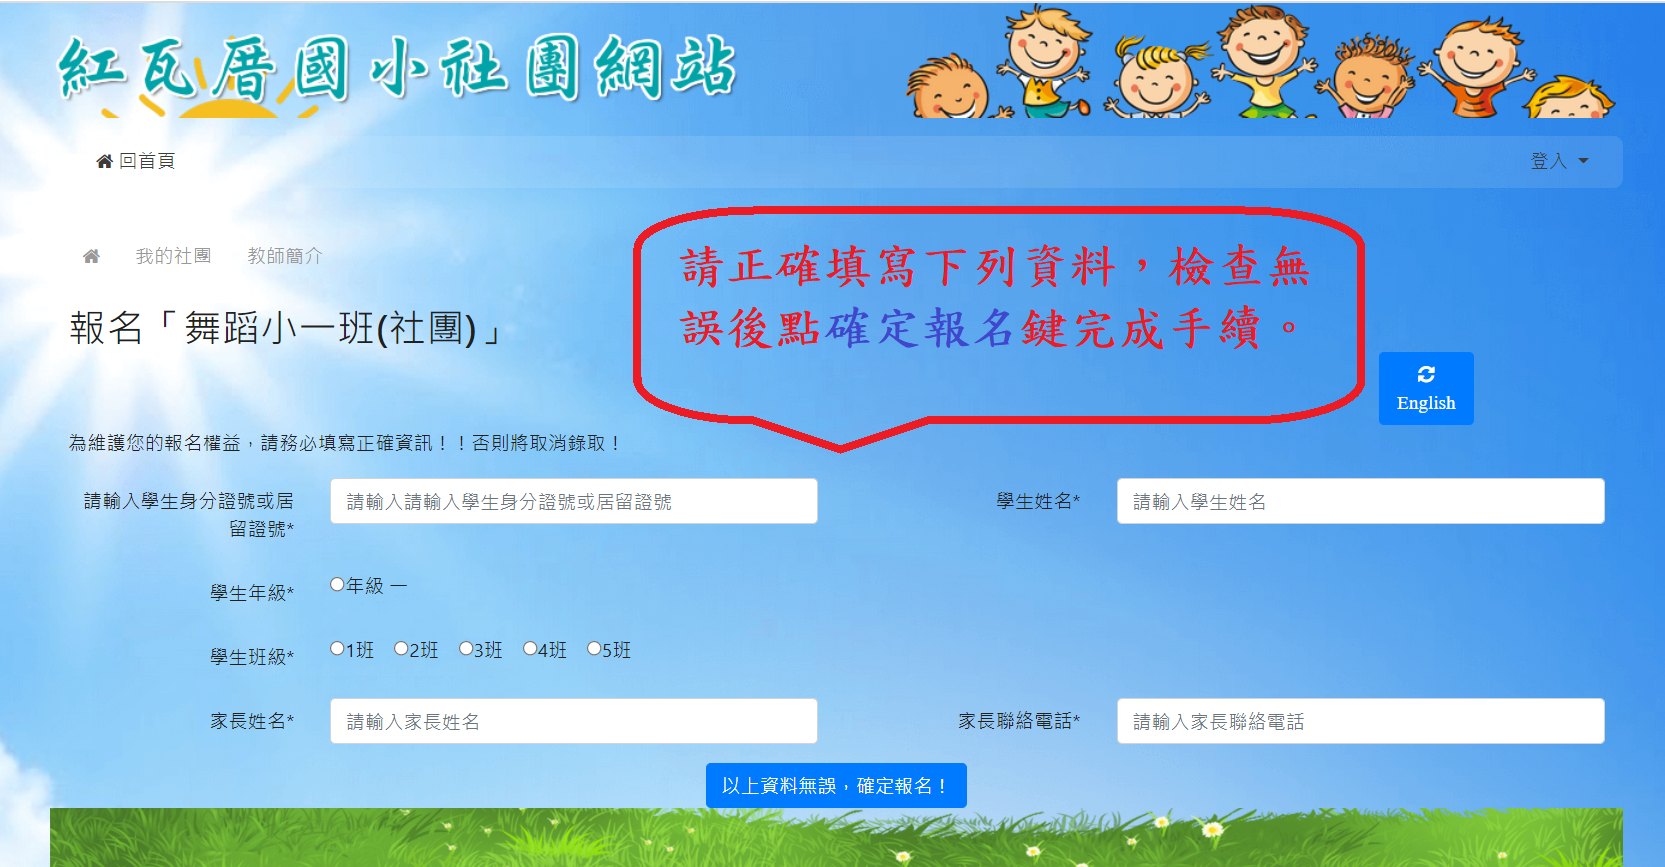 紅瓦厝國小社團網站
回首頁
登入
我的社團
教師簡介
請正確填寫下列資料，檢查無
誤後點確定報名鍵完成手續。
報名「舞蹈小一班(社團)」
English
為維護您的報名權益，請務必填寫正確資訊！！否則將取消錄取！
請輸入學生身分證號或居
留證號*
請輸入請輸入學生身分證號或居留證號
學生姓名*
請輸入學生姓名
學生年級*
年級 一
學生班級*
1班 2班 3班 4班 5班
家長姓名*
請輸入家長姓名
家長聯絡電話*
請輸入家長聯絡電話
以上資料無誤，確定報名！